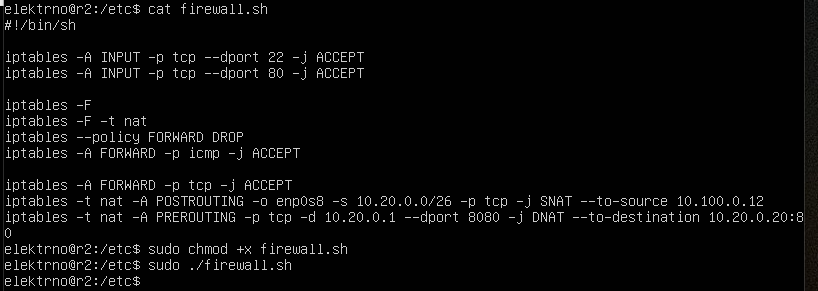 elektrno@r2:/etc$ cat firewall.sh
#!/bin/sh
iptables -A INPUT -p tcp --dport 22 -j ACCEPT
iptables -A INPUT -p tcp --dport 80 -j ACCEPT
iptables -F
iptables -F -t nat
iptables --policy FORWARD DROP
iptables -A FORWARD -p icmp -j ACCEPT
iptables -A FORWARD -p tcp -j ACCEPT
iptables -t nat -A POSTROUTING -o enp0s8 -s 10.20.0.0/26 -p tcp -j SNAT --to-source 10.100.0.12
iptables -t nat -A PREROUTING -p tcp -d 10.20.0.1 --dport 8080 -j DNAT --to-destination 10.20.0.20:8
0
elektrno@r2:/etc$ sudo chmod +x firewall.sh
elektrno@r2:/etc$ sudo ./firewall.sh
elektrno@r2:/etc$